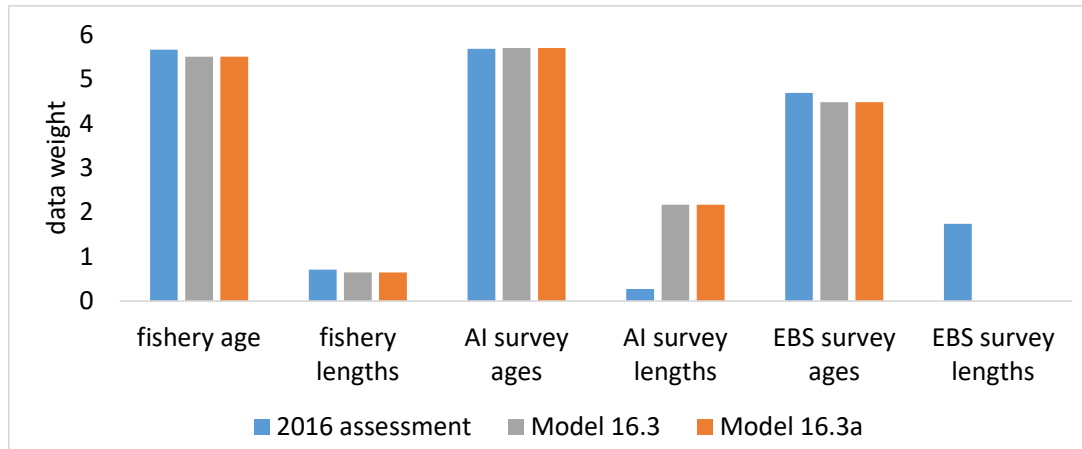 6
5
4
3
2
1
0
data weight
fishery age
fishery
lengths
AI survey
ages
AI survey
lengths
EBS survey
ages
EBS survey
lengths
2016 assessment
Model 16.3
Model 16.3a